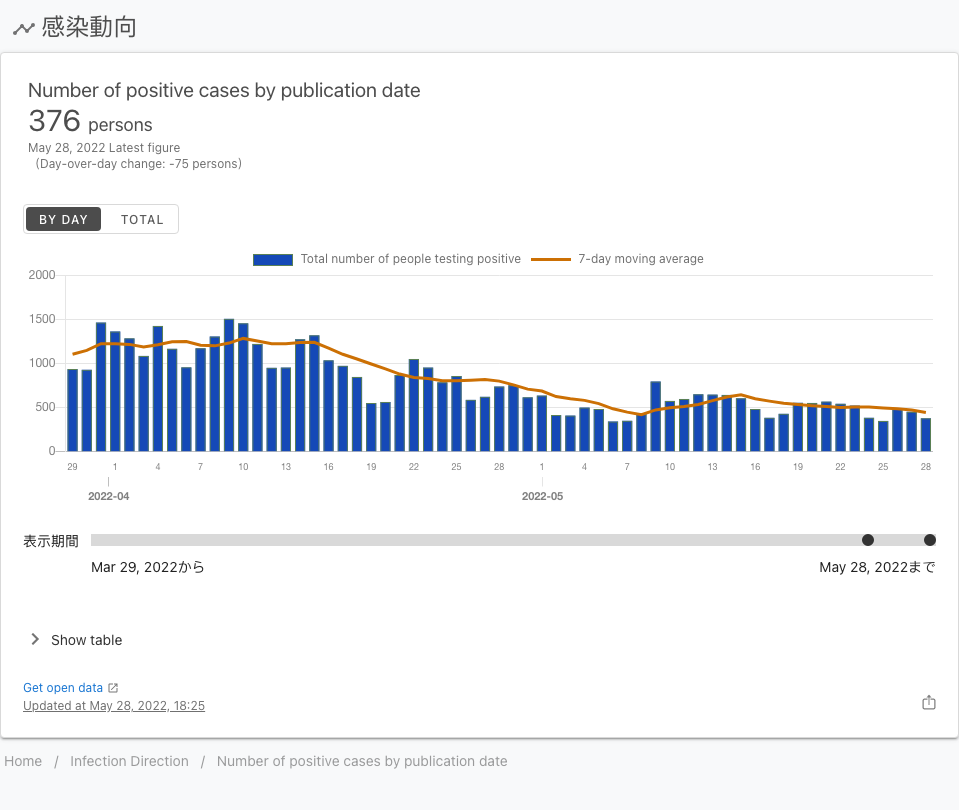 感染動向
Number of positive cases by publication date
376 persons
May 28, 2022 Latest figure
(Day-over-day change: -75 persons)
BY DAY TOTAL
Total number of people testing positive 7-day moving average
2000
1500
1000
500
0
29 1 4 7 10 13 16 19 22 25 28 1 4 7 10 13 16 19 22 25 28
2022-04 2022-05
表示期間
Mar 29, 2022から May 28, 2022まで
Show table
Get open data
Updated at May 28, 2022, 18:25
Home / Infection Direction / Number of positive cases by publication date